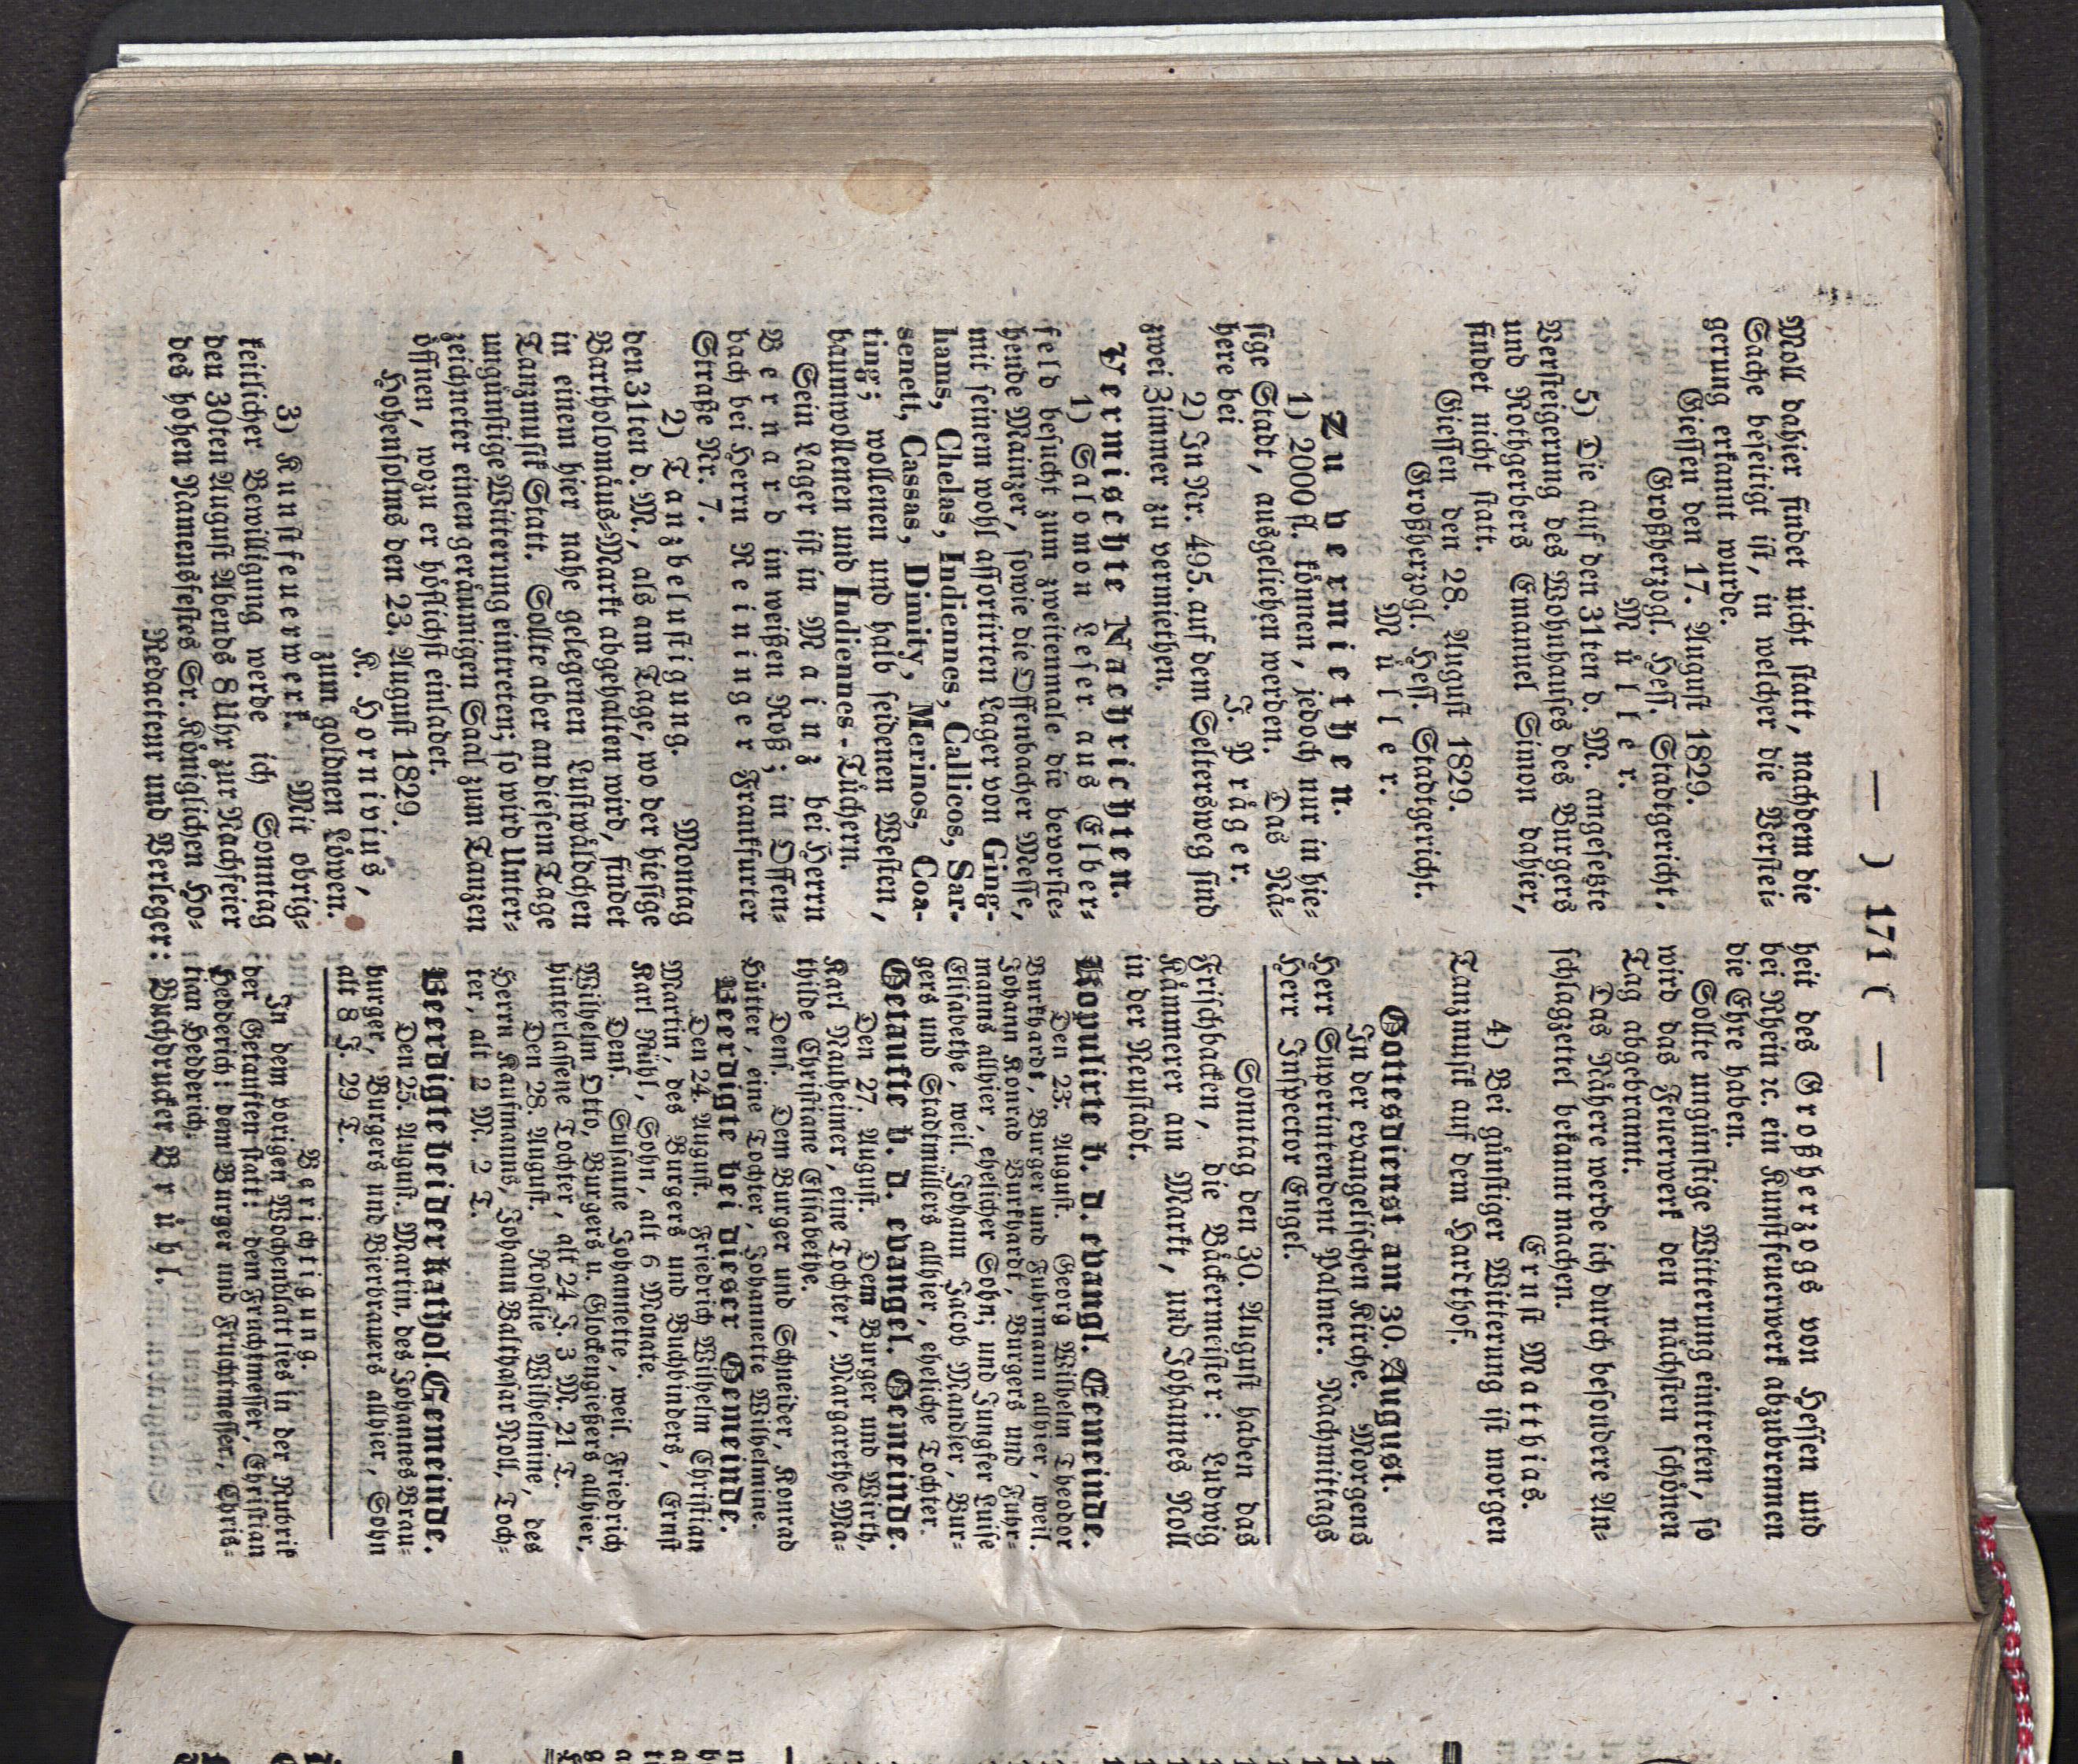 — ) 171 ( —
Moll dahier findet nicht statt, nachdem die
Sache beseitigt ist, in welcher die Verstei-
gerung erkannt wurde.
Giessen den 17. August 1829.
Großherzogl. Hess. Stadtgericht,
Müller.
5) Die auf den 31ten d. M. angesetzte
Versteigerung des Wohnhauses des Burgers
und Rothgerbers Emanuel Simon dahier,
findet nicht statt.
Giessen den 28. August 1829.
Großherzogl. Hess. Stadtgericht.
Müller.
Zu vermiethen.
1) 2000 fl. können, jedoch nur in hie-
sige Stadt, ausgeliehen werden. Das Nä-
here bei
J. Präger.
2) In Nr. 495. auf dem Seltersweg sind
zwei Zimmer zu vermiethen.
Vermischte Nachrichten.
1) Salomon Leser aus Elber-
feld besucht zum zweitenmale die bevorste-
hende Mainzer, sowie die Offenbacher Messe,
mit seinem wohl assortirten Lager von Ging-
hams, Chelas, Indiennes, Callicos, Sar-
senett, Cassas, Dimity, Merinos, Coa-
ting; wollenen und halb seidenen Westen,
baumwollenen und Indiennes-Tüchern.
Sein Lager ist in Mainz bei Herrn
Bernard im weißen Roß; in Offen-
bach bei Herrn Reininger Frankfurter
Straße Nr. 7.
2) Tanzbelustigung. Montag
den 31ten d. M., als am Tage, wo der hiesige
Bartholomäus-Markt abgehalten wird, findet
in einem hier nahe gelegenen Lustwäldchen
Tanzmusik Statt. Sollte aber an diesem Tage
ungünstige Witterung eintreten; so wird Unter-
zeichneter einen geräumigen Saal zum Tanzen
öffnen, wozu er höflichst einladet.
Hohensolms den 23. August 1829.
K. Hornivius,
zum goldnen Löwen.
3) Kunstfeuerwerk. Mit obrig-
keitlicher Bewilligung werde ich Sonntag
den 30ten August Abends 8 Uhr zur Nachfeier
des hohen Namensfestes Sr. Königlichen Ho-
heit des Großherzogs von Hessen und
bei Rhein ꝛc. ein Kunstfeuerwerk abzubrennen
die Ehre haben.
Sollte ungünstige Witterung eintreten, so
wird das Feuerwerk den nächsten schönen
Tag abgebrannt.
Das Nähere werde ich durch besondere An-
schlagzettel bekannt machen.
Ernst Matthias.
4) Bei günstiger Witterung ist morgen
Tanzmusik auf dem Hartthof.
Gottesdienst am 30. August.
In der evangelischen Kirche. Morgens
Herr Superintendent Palmer. Nachmittags
Herr Inspector Engel.
Sonntag den 30. August haben das
Frischbacken, die Bäckermeister: Ludwig
Kämmerer am Markt, und Johannes Noll
in der Neustadt.
Kopulirte b. d. evangl. Gemeinde.
Den 23. August. Georg Wilhelm Theodor
Burkhardt, Burger und Fuhrmann alhier, weil.
Johann Konrad Burkhardt, Burgers und Fuhr-
manns alhier, ehelicher Sohn; und Jungfer Luise
Elisabethe, weil. Johann Jacob Mandler, Bur-
gers und Stadtmüllers alhier, eheliche Tochter.
Getaufte b. d. evangel. Gemeinde.
Den 27. August. Dem Burger und Wirth,
Karl Rauheimer, eine Tochter, Margarethe Ma-
thilde Christiane Elisabethe.
Dens. Dem Burger und Schneider, Konrad
Hütter, eine Tochter, Johannette Wilhelmine.
Beerdigte bei dieser Gemeinde.
Den 24. August. Friedrich Wilhelm Christian
Martin, des Burgers und Buchbinders, Ernst
Karl Mühl, Sohn, alt 6 Monate.
Dens. Susanne Johannette, weil. Friedrich
Wilhelm Otto, Burgers u. Glockengießers alhier,
hinterlassene Tochter, alt 24 J. 3 M. 21 T.
Den 28. August. Rosalie Wilhelmine, des
Herrn Kaufmanns, Johann Balthasar Noll, Toch-
ter, alt 2 M. 2 T.
Beerdigte bei der kathol. Gemeinde.
Den 25. August. Martin, des Johannes Brau-
burger, Burgers und Bierbrauers alhier, Sohn
alt 8 J. 29 T.
Berichtigung.
In dem vorigen Wochenblatt lies in der Rubrik
der Getauften statt: dem Fruchtmesser, Christian
Hedderich: dem Burger und Fruchtmesser, Chris-
tian Hedderich.
Redacteur und Verleger: Buchdrucker Brühl.